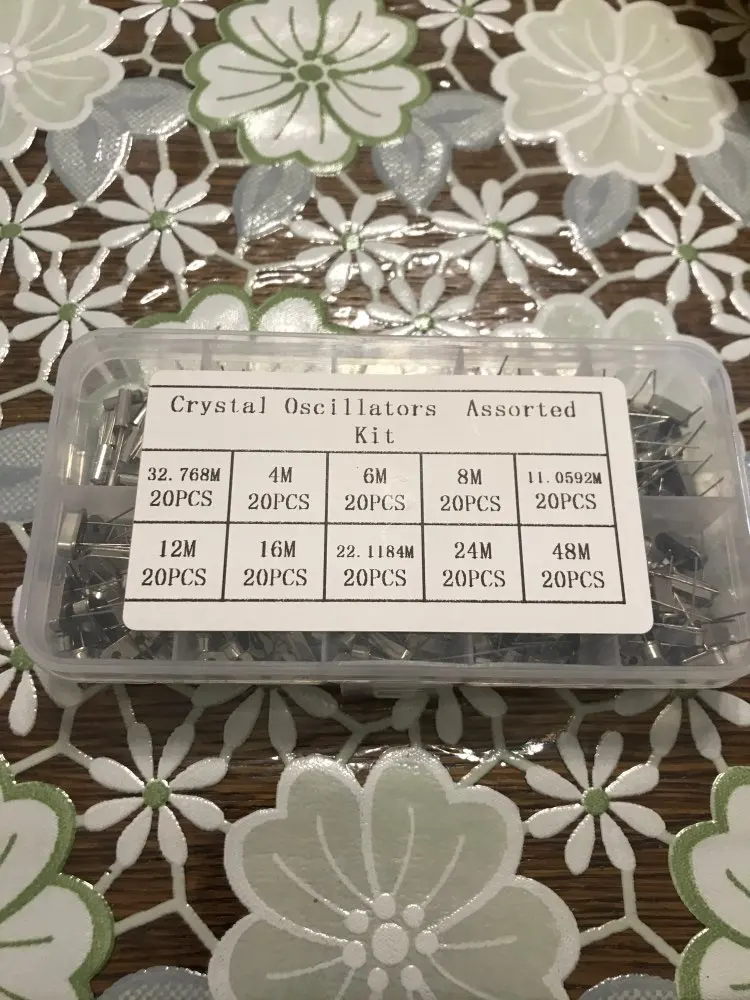 Crystal Oscillators Assorted
Kit
32.768M 4M 6M 8M 11.0592M
20PCS 20PCS 20PCS 20PCS 20PCS
12M 16M 22.1184M 24M 48M
20PCS 20PCS 20PCS 20PCS 20PCS